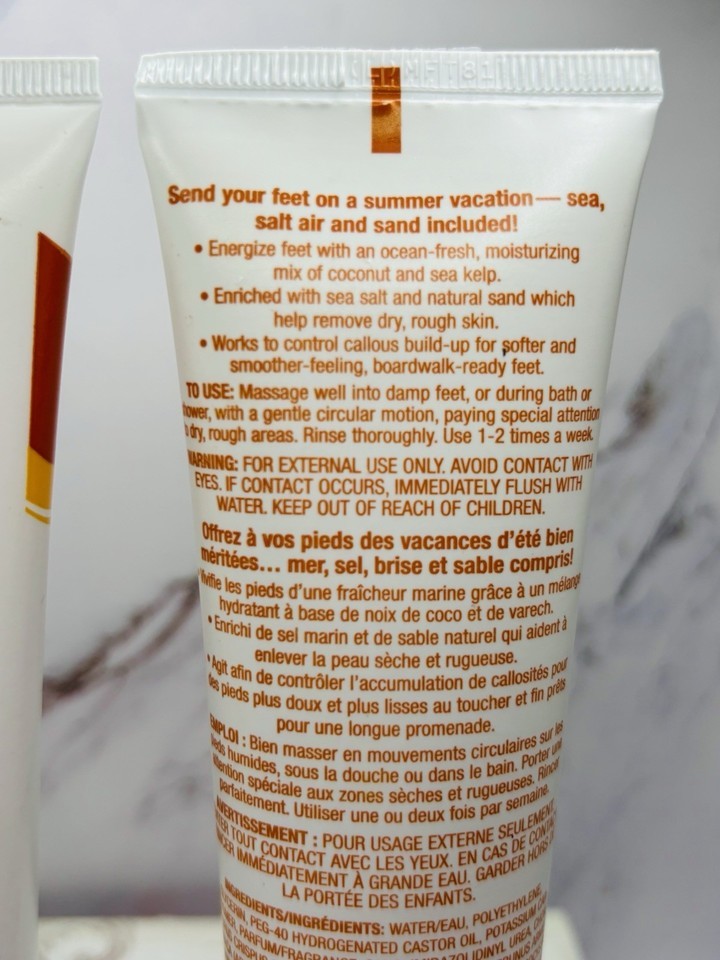 Send your feet on a summer vacation— sea,
salt air and sand included!
• Energize feet with an ocean-fresh, moisturizing
mix of coconut and sea kelp.
• Enriched with sea salt and natural sand which
help remove dry, rough skin.
• Works to control callous build-up for softer and
smoother-feeling, boardwalk-ready feet.
TO USE: Massage well into damp feet, or during bath or
with a gentle circular motion, paying special attention
dry, rough areas. Rinse thoroughly. Use 1-2 times a week.
WARNING: FOR EXTERNAL USE ONLY. AVOID CONTACT WITH
EYES. IF CONTACT OCCURS, IMMEDIATELY FLUSH WITH
WATER. KEEP OUT OF REACH OF CHILDREN.
Offrez à vos pieds des vacances d'été bien
méritées... mer, sel, brise et sable compris!
Vivifie les pieds d'une fraîcheur marine grâce à un mélange
hydratant à base de noix de coco et de varech.
• Enrichi de sel marin et de sable naturel qui aident à
enlever la peau sèche et rugueuse.
• Agit afin de contrôler l'accumulation de callosités pour
des pieds plus doux et plus lisses au toucher et fin prêts
pour une longue promenade.
EMPLOI : Bien masser en mouvements circulaires sur les
humides, sous la douche ou dans le bain. Porter une
attention spéciale aux zones sèches et rugueuses. Rincer
parfaitement. Utiliser une ou deux fois par semaine.
AVERTISSEMENT : POUR USAGE EXTERNE SEULEMENT.
TOUT CONTACT AVEC LES YEUX. EN CAS DE
IMMÉDIATEMENT À GRANDE EAU. GARDER HORS
LA PORTÉE DES ENFANTS.
INGREDIENTS/INGRÉDIENTS: WATER/EAU, POLYETHYLENE,
PEG-40 HYDROGENATED CASTOR OIL, POTASSIUM
PARFUM/FRAGRANCE,